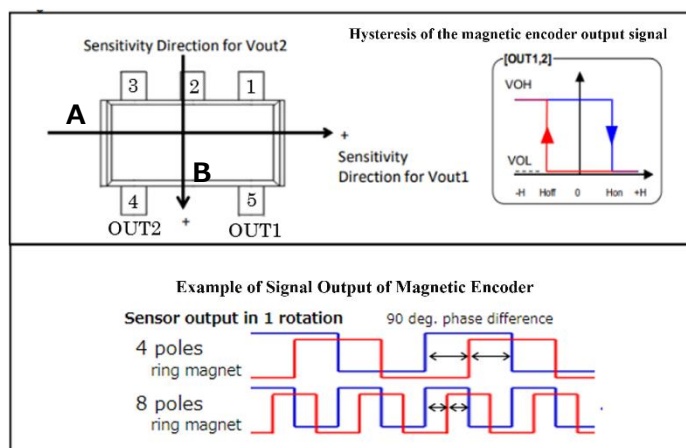 Sensitivity Direction for Vout2
3
2
1
A
+
Sensitivity
Direction for Vout1
B
4
+
5
OUT2
OUT1
Hysteresis of the magnetic encoder output signal
[OUT1,2]
VOH
VOL
-H
Hoff
0
Hon
+H
Example of Signal Output of Magnetic Encoder
Sensor output in 1 rotation
90 deg. phase difference
4 poles
ring magnet
8 poles
ring magnet